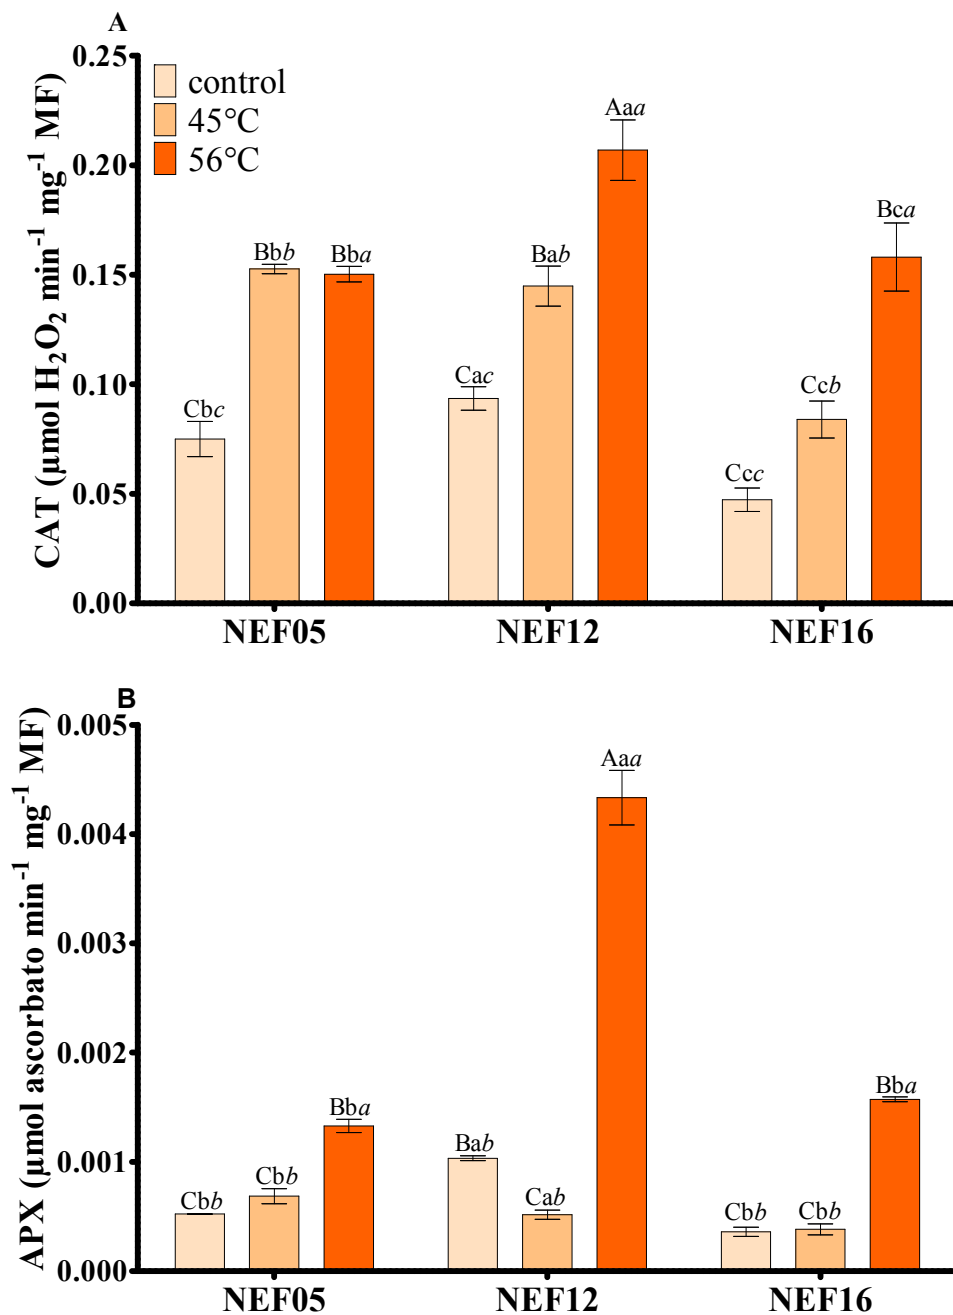 A
CAT (µmol H₂O₂ min⁻¹ mg⁻¹ MF)
0.25
0.20
0.15
0.10
0.05
0.00
control
45°C
56°C
Cbc
Bbb
Bba
Cac
Bab
Aaa
Ccc
Ccb
Bca
NEF05
NEF12
NEF16
B
APX (µmol ascorbato min⁻¹ mg⁻¹ MF)
0.005
0.004
0.003
0.002
0.001
0.000
Cbb
Cbb
Bba
Bab
Cab
Aaa
Cbb
Cbb
Bba
NEF05
NEF12
NEF16